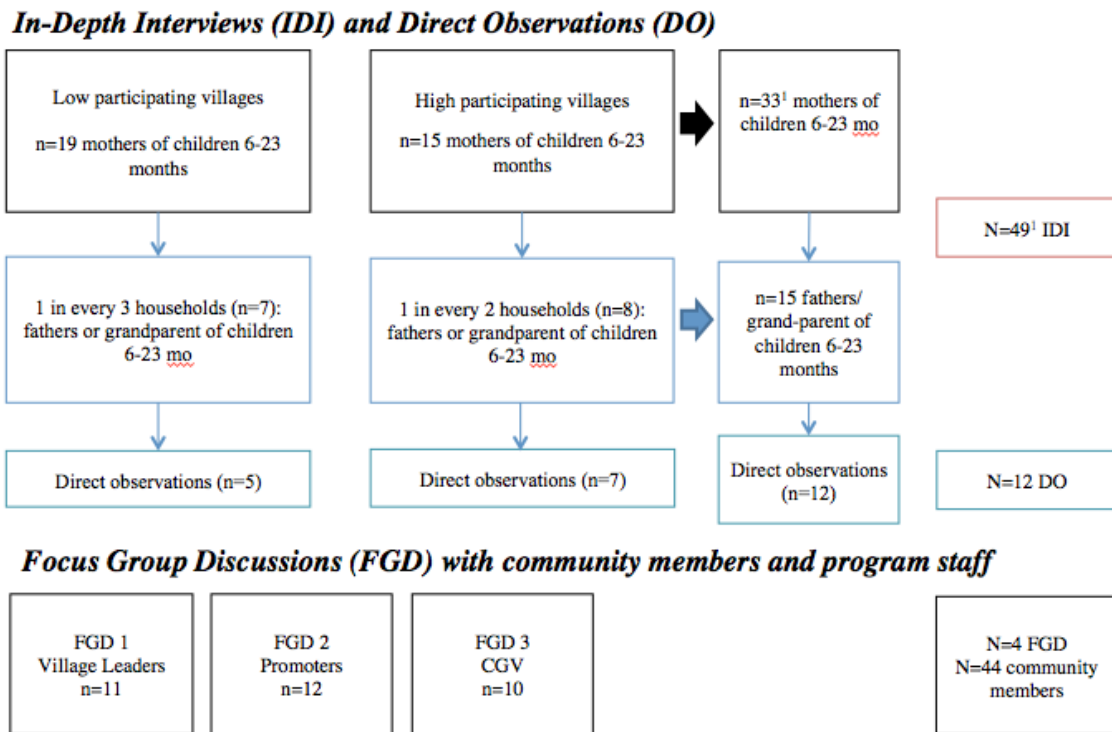 In-Depth Interviews (IDI) and Direct Observations (DO)
Low participating villages
n=19 mothers of children 6-23
months
High participating villages
n=15 mothers of children 6-23
months
n=33¹ mothers of
children 6-23 mo
N=49¹ IDI
1 in every 3 households (n=7):
fathers or grandparent of children
6-23 mo
1 in every 2 households (n=8):
fathers or grandparent of children
6-23 mo
n=15 fathers/
grand-parent of
children 6-23
months
Direct observations (n=5)
Direct observations (n=7)
Direct observations
(n=12)
N=12 DO
Focus Group Discussions (FGD) with community members and program staff
FGD 1
Village Leaders
n=11
FGD 2
Promoters
n=12
FGD 3
CGV
n=10
N=4 FGD
N=44 community
members